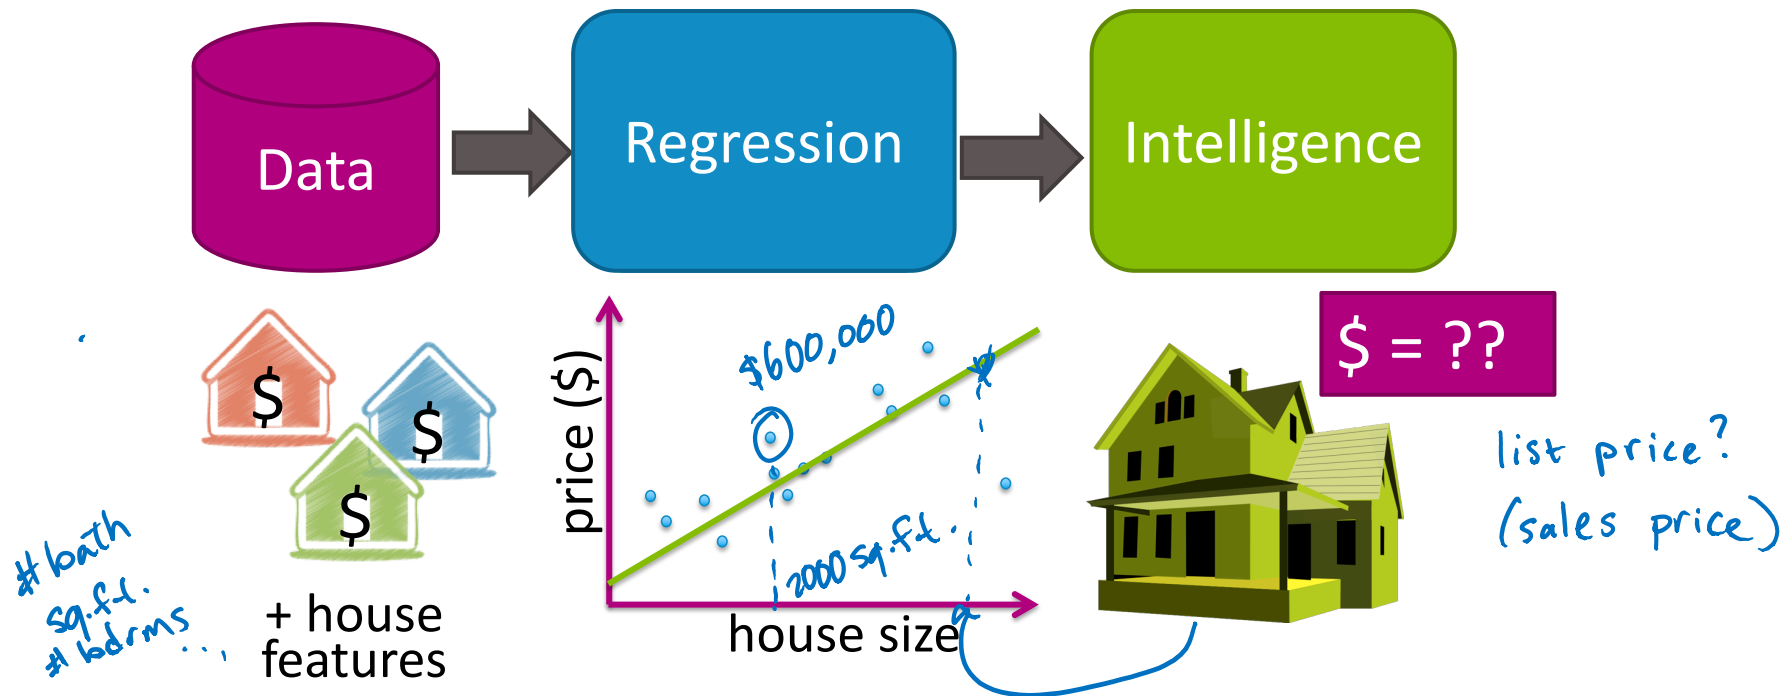 Data
Regression
Intelligence
$
$
$
#bath
sq.ft.
#bdrms ...
+ house
features
price ($)
$600,000
2000 sq.ft.
house size
$ = ??
list price?
(sales price)